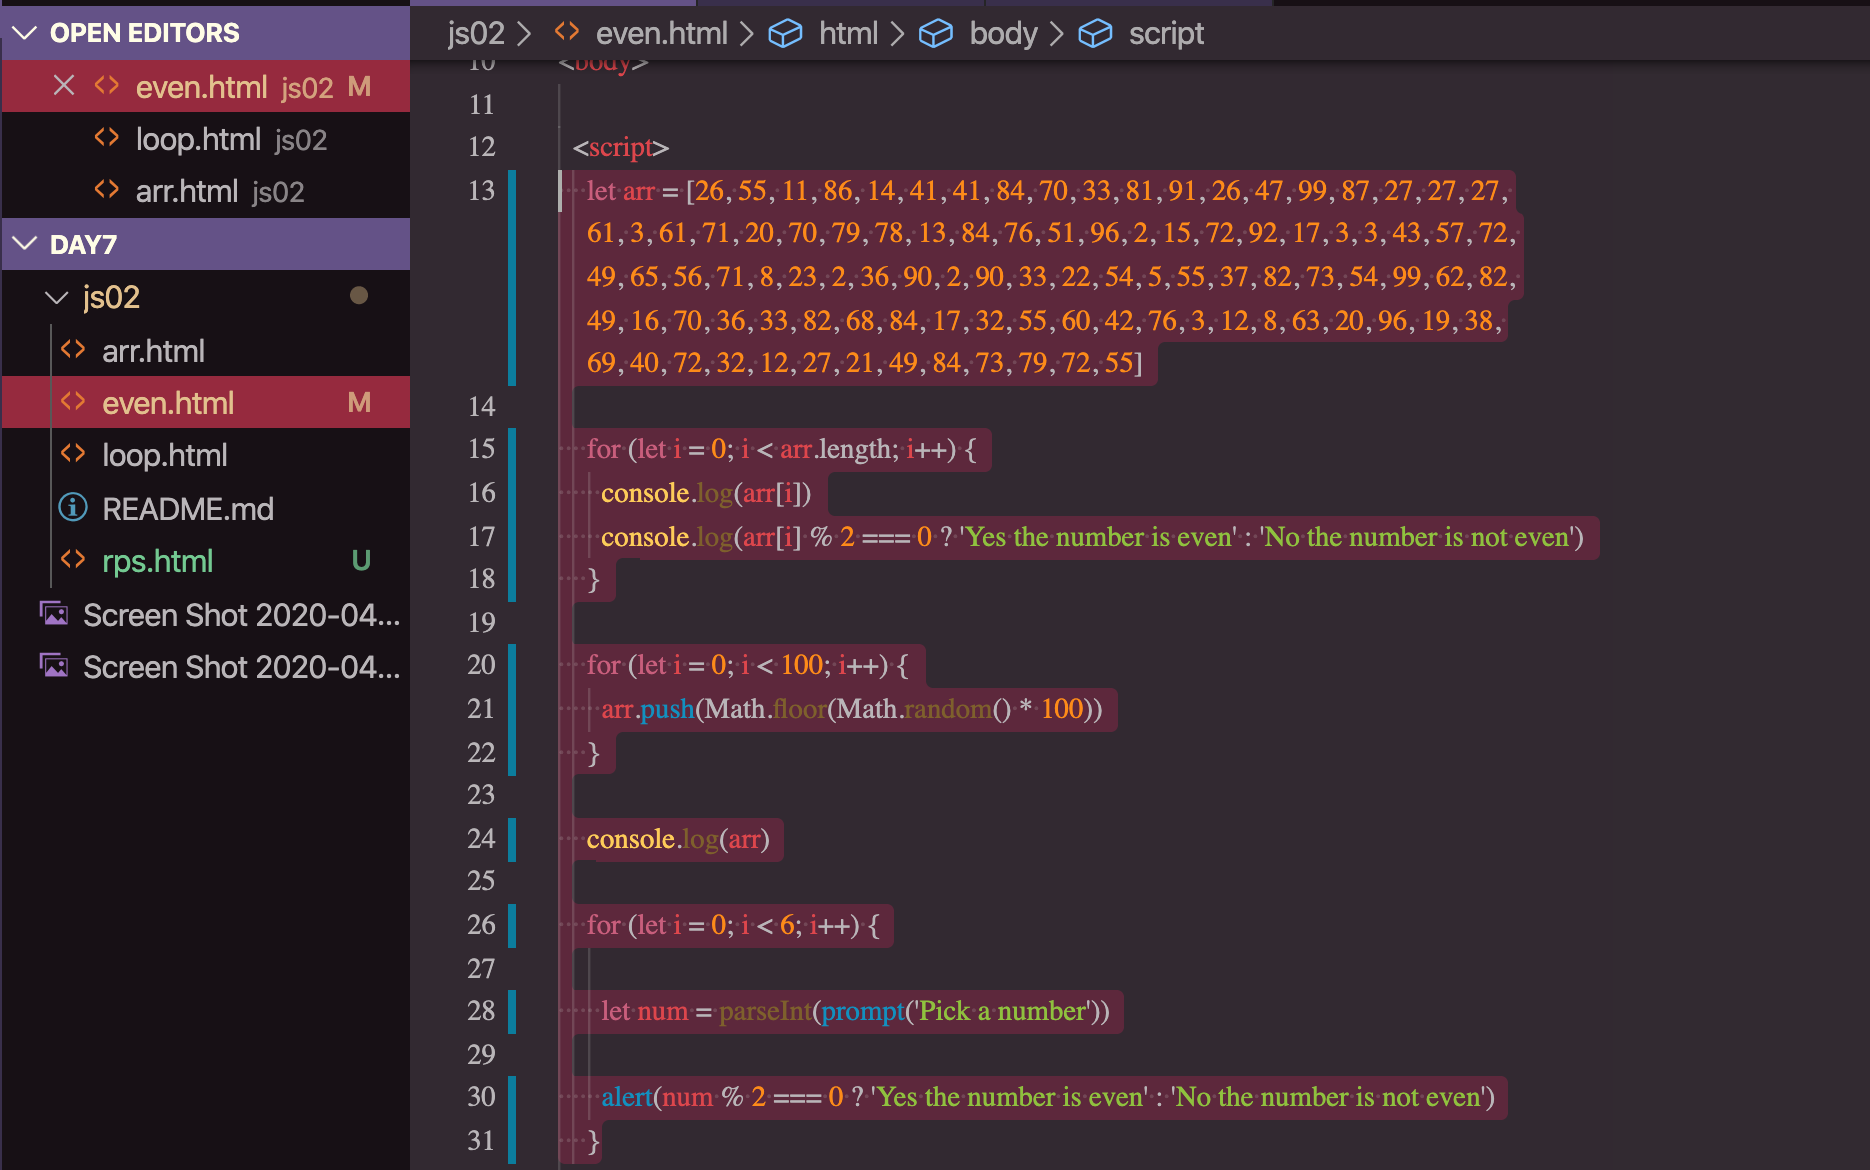 OPEN EDITORS
even.html js02 M
loop.html js02
arr.html js02
DAY7
js02
arr.html
even.html M
loop.html
README.md
rps.html U
Screen Shot 2020-04...
Screen Shot 2020-04...
js02 > even.html > html > body > script
10 <body>
11
12 <script>
13 let arr = [26, 55, 11, 86, 14, 41, 41, 84, 70, 33, 81, 91, 26, 47, 99, 87, 27, 27, 27,
61, 3, 61, 71, 20, 70, 79, 78, 13, 84, 76, 51, 96, 2, 15, 72, 92, 17, 3, 3, 43, 57, 72,
49, 65, 56, 71, 8, 23, 2, 36, 90, 2, 90, 33, 22, 54, 5, 55, 37, 82, 73, 54, 99, 62, 82,
49, 16, 70, 36, 33, 82, 68, 84, 17, 32, 55, 60, 42, 76, 3, 12, 8, 63, 20, 96, 19, 38,
69, 40, 72, 32, 12, 27, 21, 49, 84, 73, 79, 72, 55]
14
15 for (let i = 0; i < arr.length; i++) {
16 console.log(arr[i])
17 console.log(arr[i] % 2 === 0 ? 'Yes the number is even' : 'No the number is not even')
18 }
19
20 for (let i = 0; i < 100; i++) {
21 arr.push(Math.floor(Math.random() * 100))
22 }
23
24 console.log(arr)
25
26 for (let i = 0; i < 6; i++) {
27
28 let num = parseInt(prompt('Pick a number'))
29
30 alert(num % 2 === 0 ? 'Yes the number is even' : 'No the number is not even')
31 }